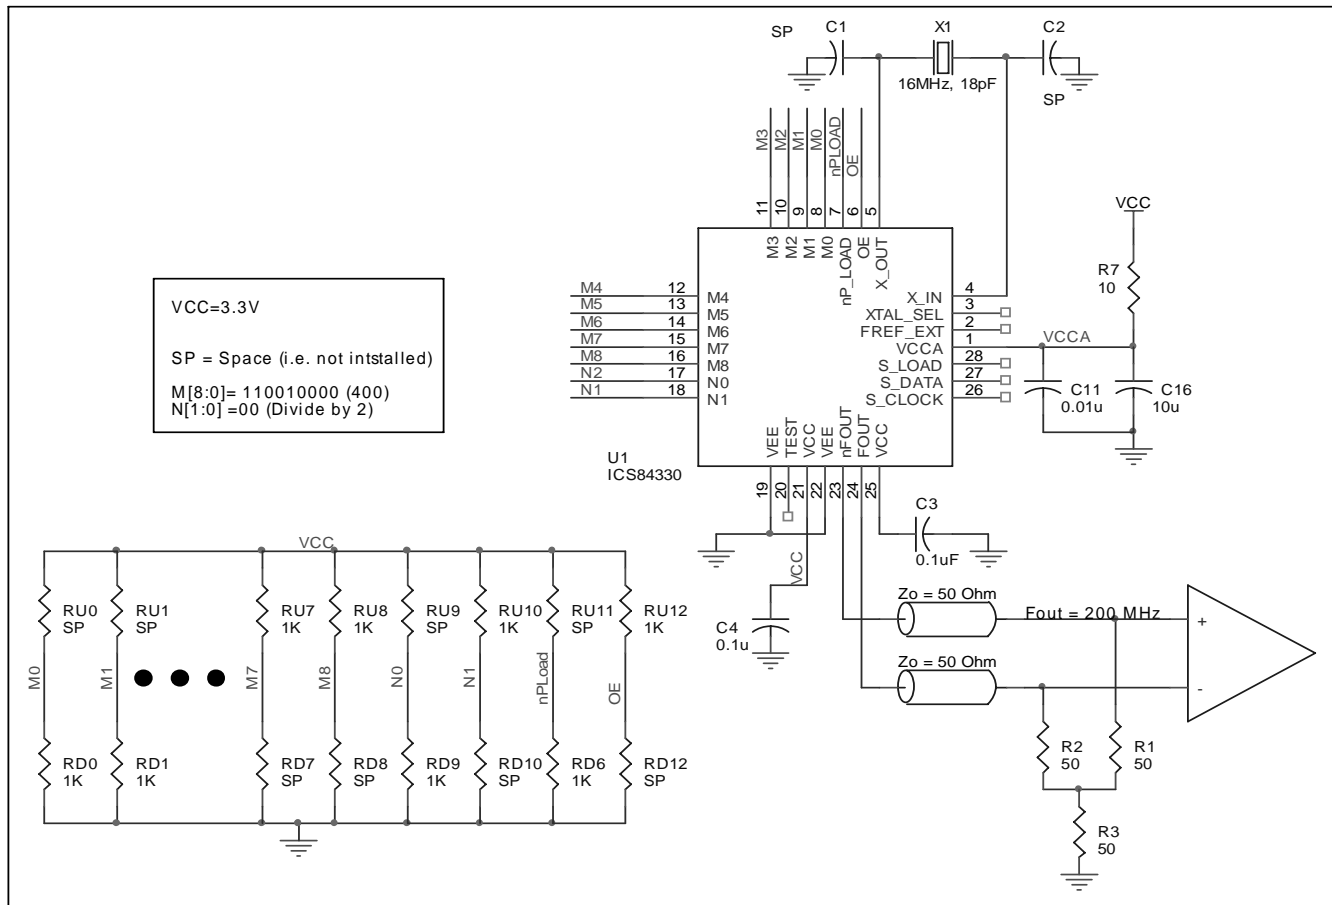 SP
C1
X1
C2
16MHz, 18pF
SP
M3
M2
M1
M0
nPLOAD
OE
11
10
9
8
7
6
5
M3
M2
M1
M0
nP_LOAD
OE
X_OUT
VCC
R7
10
VCC=3.3V
SP = Space (i.e. not intstalled)
M[8:0]= 110010000 (400)
N[1:0] =00 (Divide by 2)
M4 12 M4
M5 13 M5
M6 14 M6
M7 15 M7
M8 16 M8
N2 17 N0
N1 18 N1
X_IN 4
XTAL_SEL 3
FREF_EXT 2
VCCA 1 VCCA
S_LOAD 28
S_DATA 27
S_CLOCK 26
C11
0.01u
C16
10u
VEE
TEST
VCC
VEE
nFOUT
FOUT
VCC
U1
ICS84330
19
20
21
22
23
24
25
C3
0.1uF
VCC
C4
0.1u
VCC
RU0
SP
RU1
SP
RU7
1K
RU8
1K
RU9
SP
RU10
1K
RU11
SP
RU12
1K
M0
M1
M7
M8
N0
N1
nPLoad
OE
RD0
1K
RD1
1K
RD7
SP
RD8
SP
RD9
1K
RD10
SP
RD6
1K
RD12
SP
Zo = 50 Ohm
Fout = 200 MHz
Zo = 50 Ohm
+
-
R2
50
R1
50
R3
50